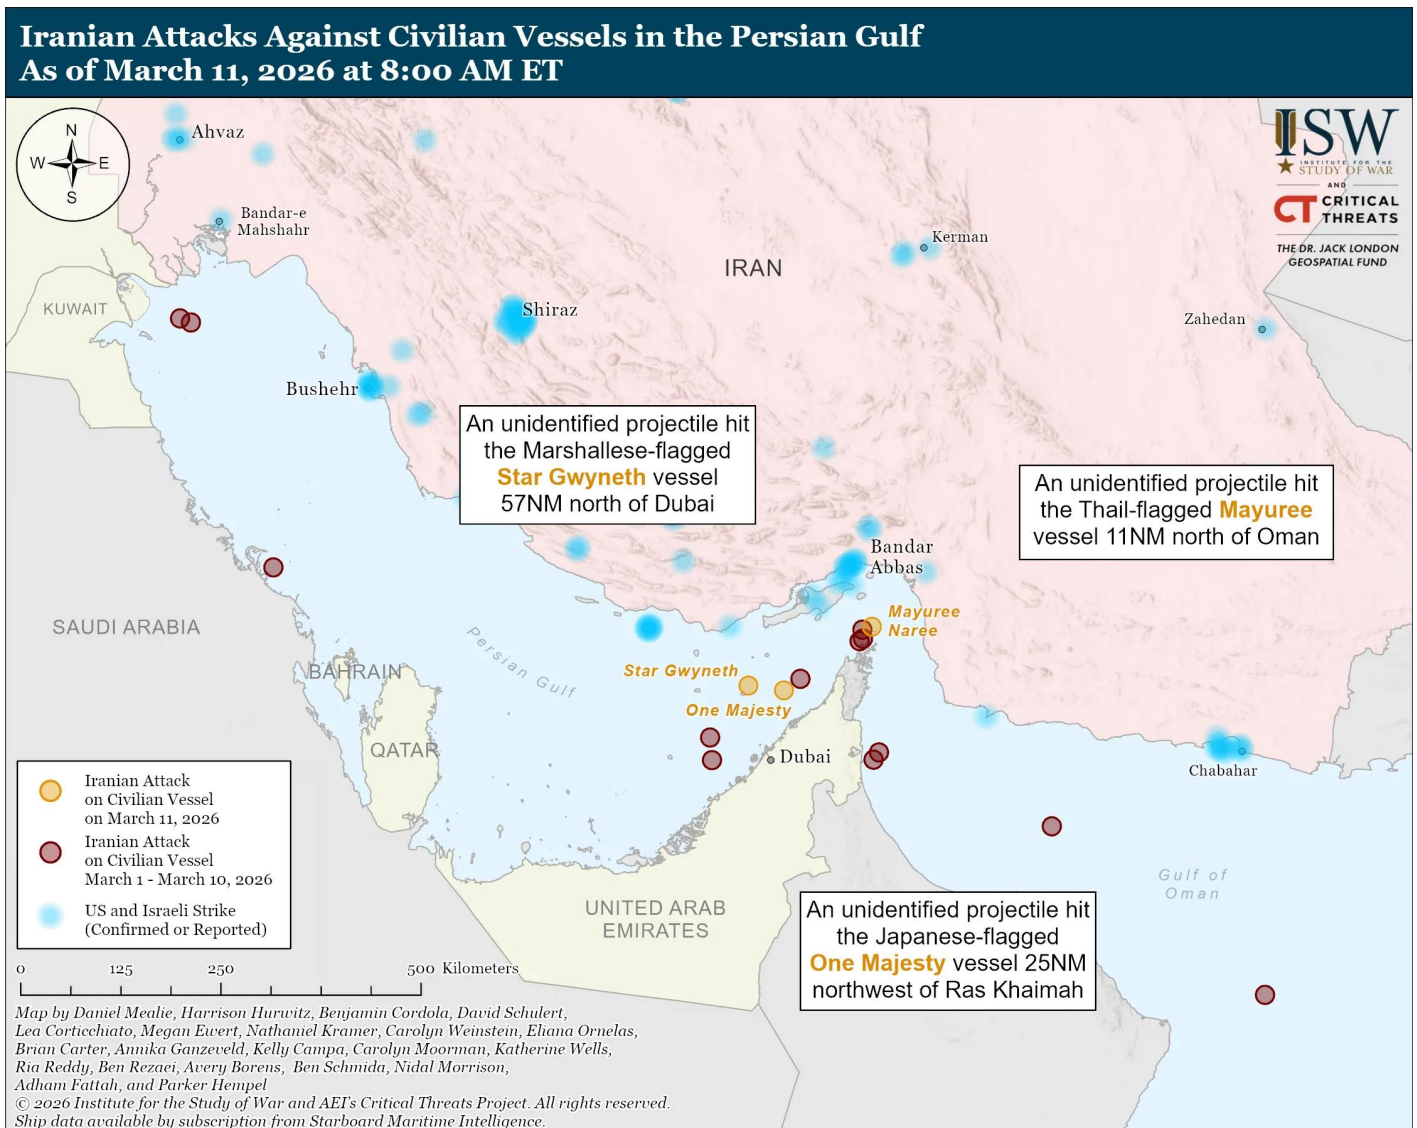 Iranian Attacks Against Civilian Vessels in the Persian Gulf
As of March 11, 2026 at 8:00 AM ET
N
W
E
S
ISW
INSTITUTE FOR THE
STUDY OF WAR
AND
CT CRITICAL
THREATS
THE DR. JACK LONDON
GEOSPATIAL FUND
Ahvaz
Bandar-e
Mahshahr
Kerman
IRAN
KUWAIT
Shiraz
Zahedan
Bushehr
An unidentified projectile hit
the Marshallese-flagged
Star Gwyneth vessel
57NM north of Dubai
An unidentified projectile hit
the Thail-flagged Mayuree
vessel 11NM north of Oman
Bandar
Abbas
Mayuree
Naree
SAUDI ARABIA
Persian Gulf
BAHRAIN
Star Gwyneth
One Majesty
QATAR
Dubai
Chabahar
Gulf of
Oman
UNITED ARAB
EMIRATES
An unidentified projectile hit
the Japanese-flagged
One Majesty vessel 25NM
northwest of Ras Khaimah
Iranian Attack
on Civilian Vessel
on March 11, 2026
Iranian Attack
on Civilian Vessel
March 1 - March 10, 2026
US and Israeli Strike
(Confirmed or Reported)
0 125 250 500 Kilometers
Map by Daniel Mealie, Harrison Hurwitz, Benjamin Cordola, David Schulert,
Lea Corticchiato, Megan Ewert, Nathaniel Kramer, Carolyn Weinstein, Eliana Ornelas,
Brian Carter, Annika Ganzeveld, Kelly Campa, Carolyn Moorman, Katherine Wells,
Ria Reddy, Ben Rezaei, Avery Borens, Ben Schmida, Nidal Morrison,
Adham Fattah, and Parker Hempel
© 2026 Institute for the Study of War and AEI's Critical Threats Project. All rights reserved.
Ship data available by subscription from Starboard Maritime Intelligence.